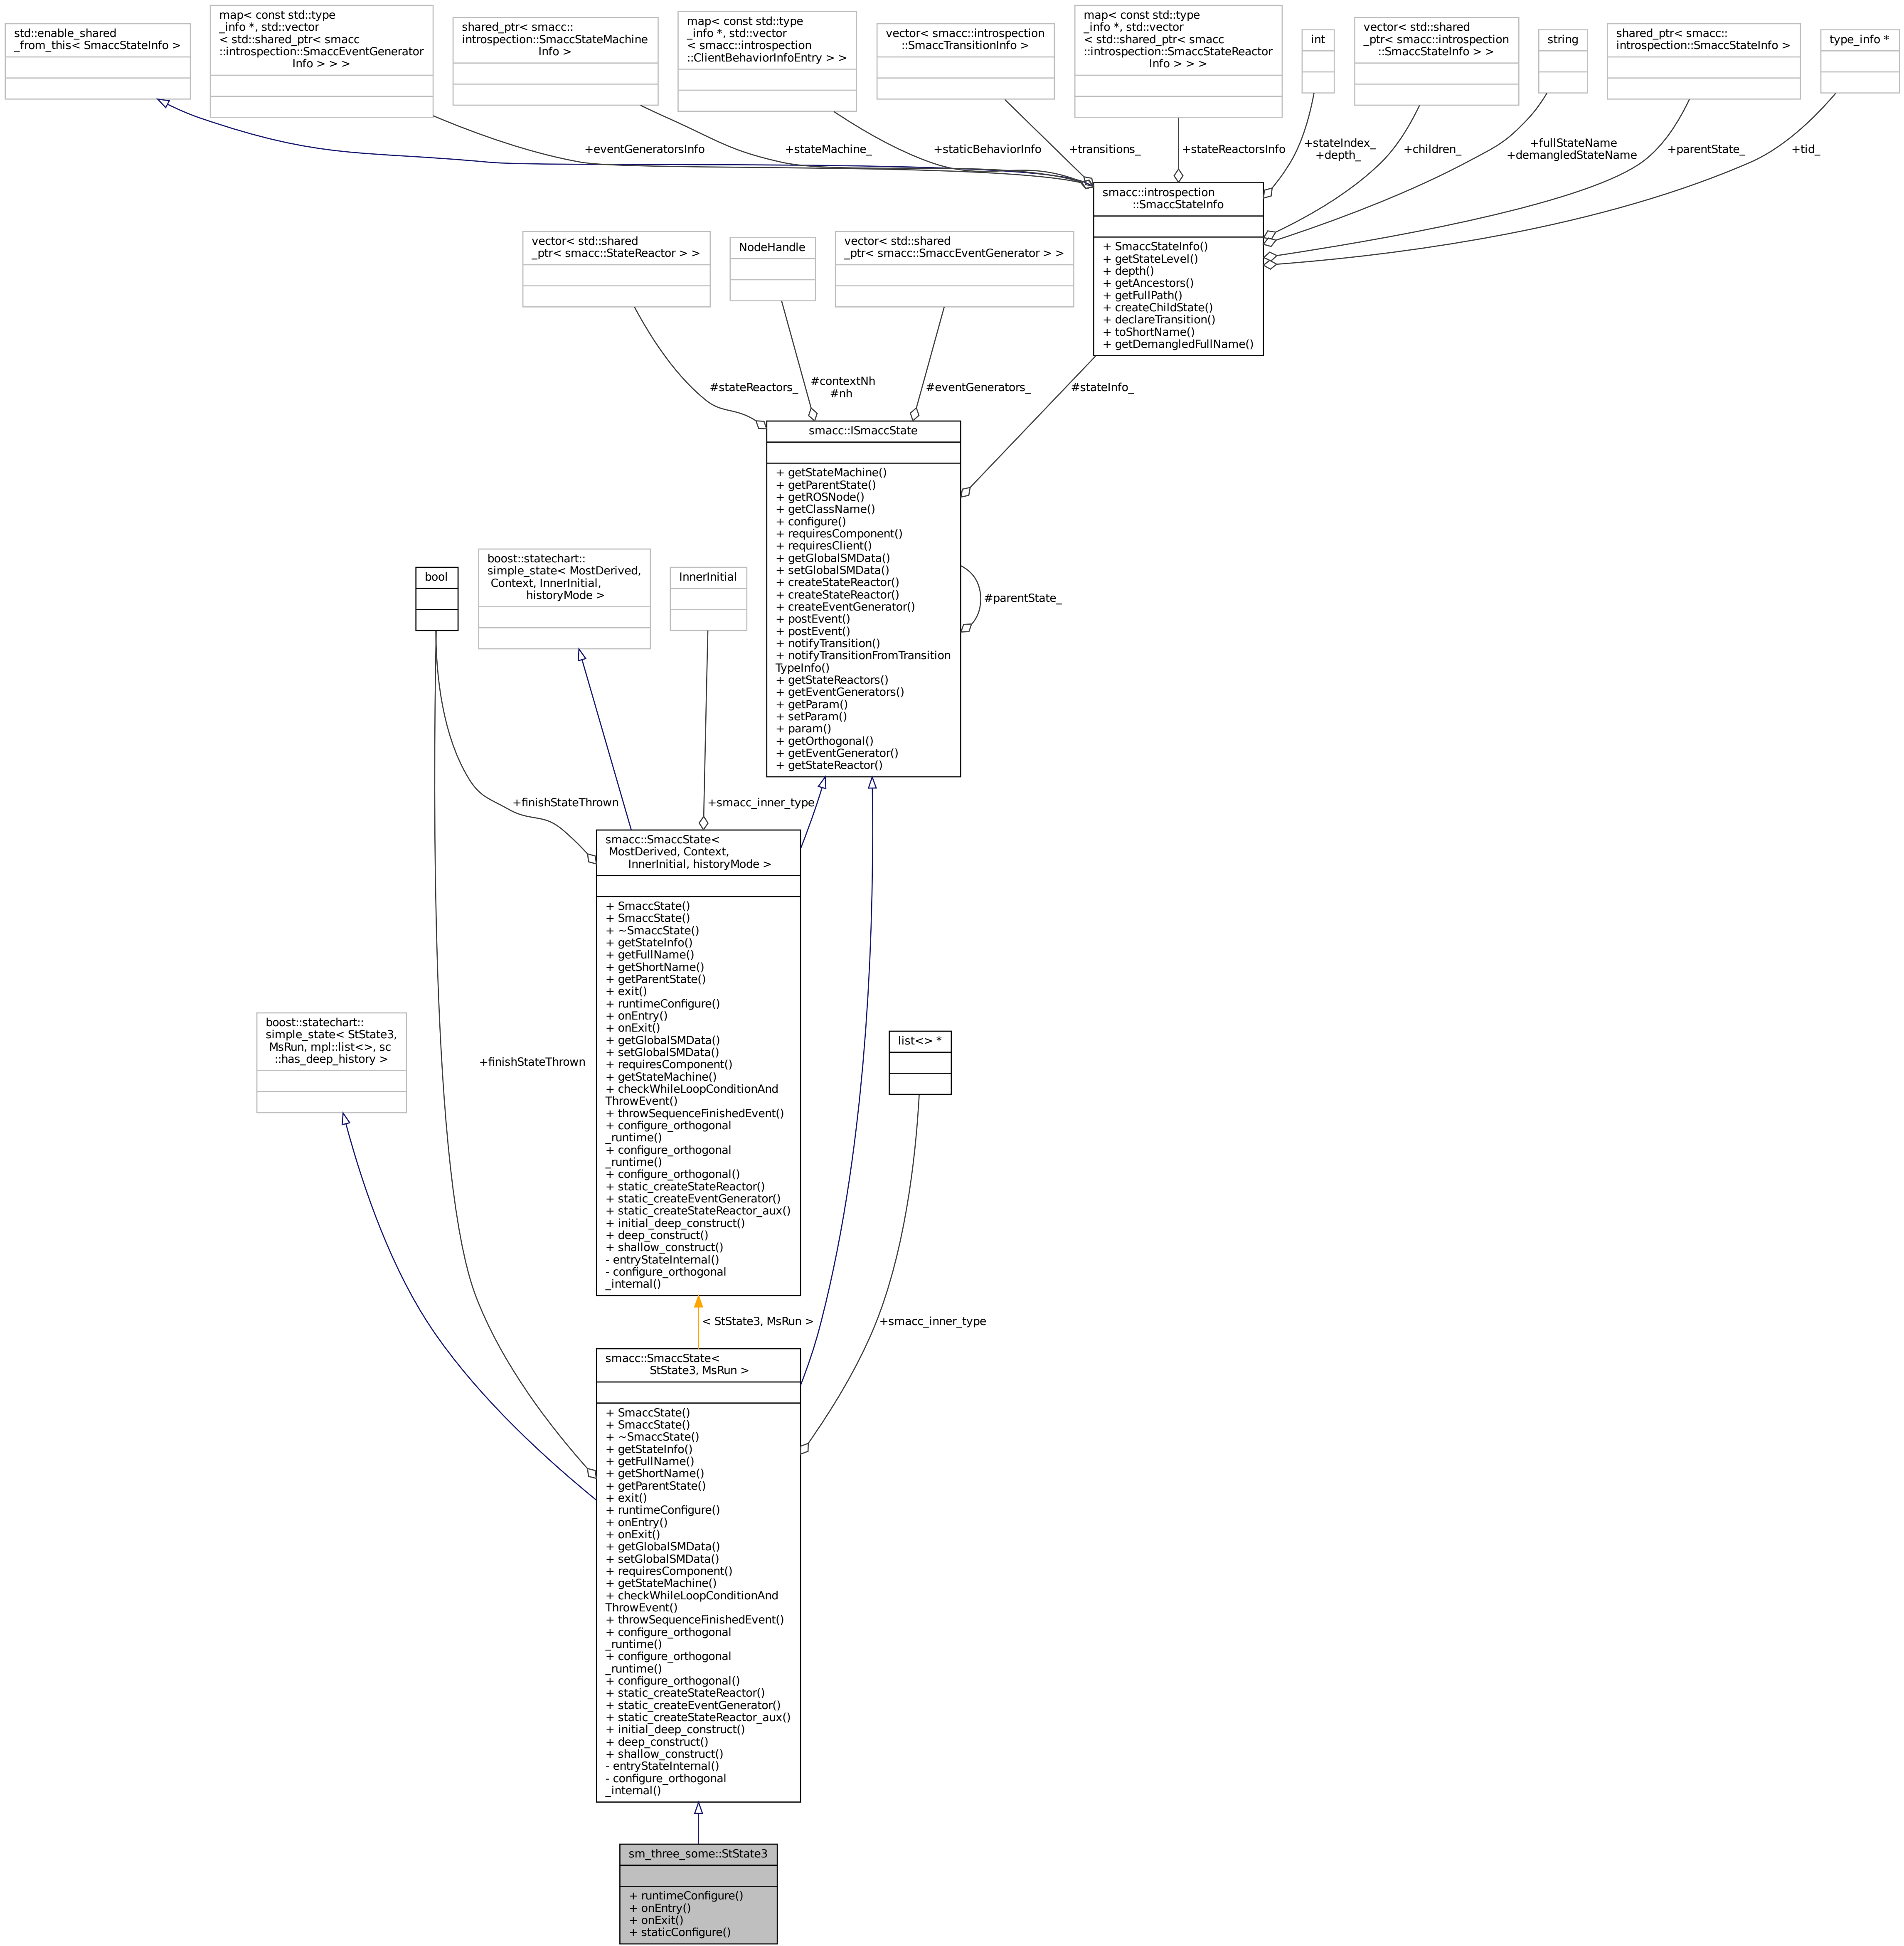 std::enable_shared
_from_this< SmaccStateInfo >
map< const std::type
_info *, std::vector
< std::shared_ptr< smacc
::introspection::SmaccEventGenerator
Info > > >
shared_ptr< smacc::
introspection::SmaccStateMachine
Info >
map< const std::type
_info *, std::vector
< smacc::introspection
::ClientBehaviorInfoEntry > >
vector< smacc::introspection
::SmaccTransitionInfo >
map< const std::type
_info *, std::vector
< std::shared_ptr< smacc
::introspection::SmaccStateReactor
Info > > >
int
vector< std::shared
_ptr< smacc::introspection
::SmaccStateInfo > >
string
shared_ptr< smacc::
introspection::SmaccStateInfo >
type_info *
+eventGeneratorsInfo
+stateMachine_
+staticBehaviorInfo
+transitions_
+stateReactorsInfo
+stateIndex_
+depth_
+children_
+fullStateName
+demangledStateName
+parentState_
+tid_
smacc::introspection
::SmaccStateInfo
+ SmaccStateInfo()
+ getStateLevel()
+ depth()
+ getAncestors()
+ getFullPath()
+ createChildState()
+ declareTransition()
+ toShortName()
+ getDemangledFullName()
vector< std::shared
_ptr< smacc::StateReactor > >
NodeHandle
vector< std::shared
_ptr< smacc::SmaccEventGenerator > >
#stateReactors_
#contextNh
#nh
#eventGenerators_
#stateInfo_
smacc::ISmaccState
+ getStateMachine()
+ getParentState()
+ getROSNode()
+ getClassName()
+ configure()
+ requiresComponent()
+ requiresClient()
+ getGlobalSMData()
+ setGlobalSMData()
+ createStateReactor()
+ createStateReactor()
+ createEventGenerator()
+ postEvent()
+ postEvent()
+ notifyTransition()
+ notifyTransitionFromTransition
TypeInfo()
+ getStateReactors()
+ getEventGenerators()
+ getParam()
+ setParam()
+ param()
+ getOrthogonal()
+ getEventGenerator()
+ getStateReactor()
#parentState_
bool
boost::statechart::
simple_state< MostDerived,
Context, InnerInitial,
historyMode >
InnerInitial
+finishStateThrown
+smacc_inner_type
smacc::SmaccState<
MostDerived, Context,
InnerInitial, historyMode >
+ SmaccState()
+ SmaccState()
+ ~SmaccState()
+ getStateInfo()
+ getFullName()
+ getShortName()
+ getParentState()
+ exit()
+ runtimeConfigure()
+ onEntry()
+ onExit()
+ getGlobalSMData()
+ setGlobalSMData()
+ requiresComponent()
+ getStateMachine()
+ checkWhileLoopConditionAnd
ThrowEvent()
+ throwSequenceFinishedEvent()
+ configure_orthogonal
_runtime()
+ configure_orthogonal
_runtime()
+ configure_orthogonal()
+ static_createStateReactor()
+ static_createEventGenerator()
+ static_createStateReactor_aux()
+ initial_deep_construct()
+ deep_construct()
+ shallow_construct()
- entryStateInternal()
- configure_orthogonal
_internal()
boost::statechart::
simple_state< StState3,
MsRun, mpl::list<>, sc
::has_deep_history >
+finishStateThrown
list<> *
< StState3, MsRun >
+smacc_inner_type
smacc::SmaccState<
StState3, MsRun >
+ SmaccState()
+ SmaccState()
+ ~SmaccState()
+ getStateInfo()
+ getFullName()
+ getShortName()
+ getParentState()
+ exit()
+ runtimeConfigure()
+ onEntry()
+ onExit()
+ getGlobalSMData()
+ setGlobalSMData()
+ requiresComponent()
+ getStateMachine()
+ checkWhileLoopConditionAnd
ThrowEvent()
+ throwSequenceFinishedEvent()
+ configure_orthogonal
_runtime()
+ configure_orthogonal
_runtime()
+ configure_orthogonal()
+ static_createStateReactor()
+ static_createEventGenerator()
+ static_createStateReactor_aux()
+ initial_deep_construct()
+ deep_construct()
+ shallow_construct()
- entryStateInternal()
- configure_orthogonal
_internal()
sm_three_some::StState3
+ runtimeConfigure()
+ onEntry()
+ onExit()
+ staticConfigure()